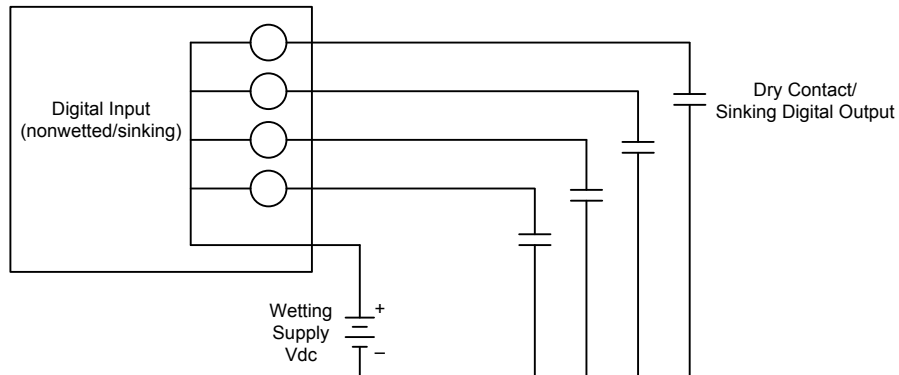 Digital Input
(nonwetted/sinking)
Dry Contact/
Sinking Digital Output
Wetting
Supply
Vdc
+
–